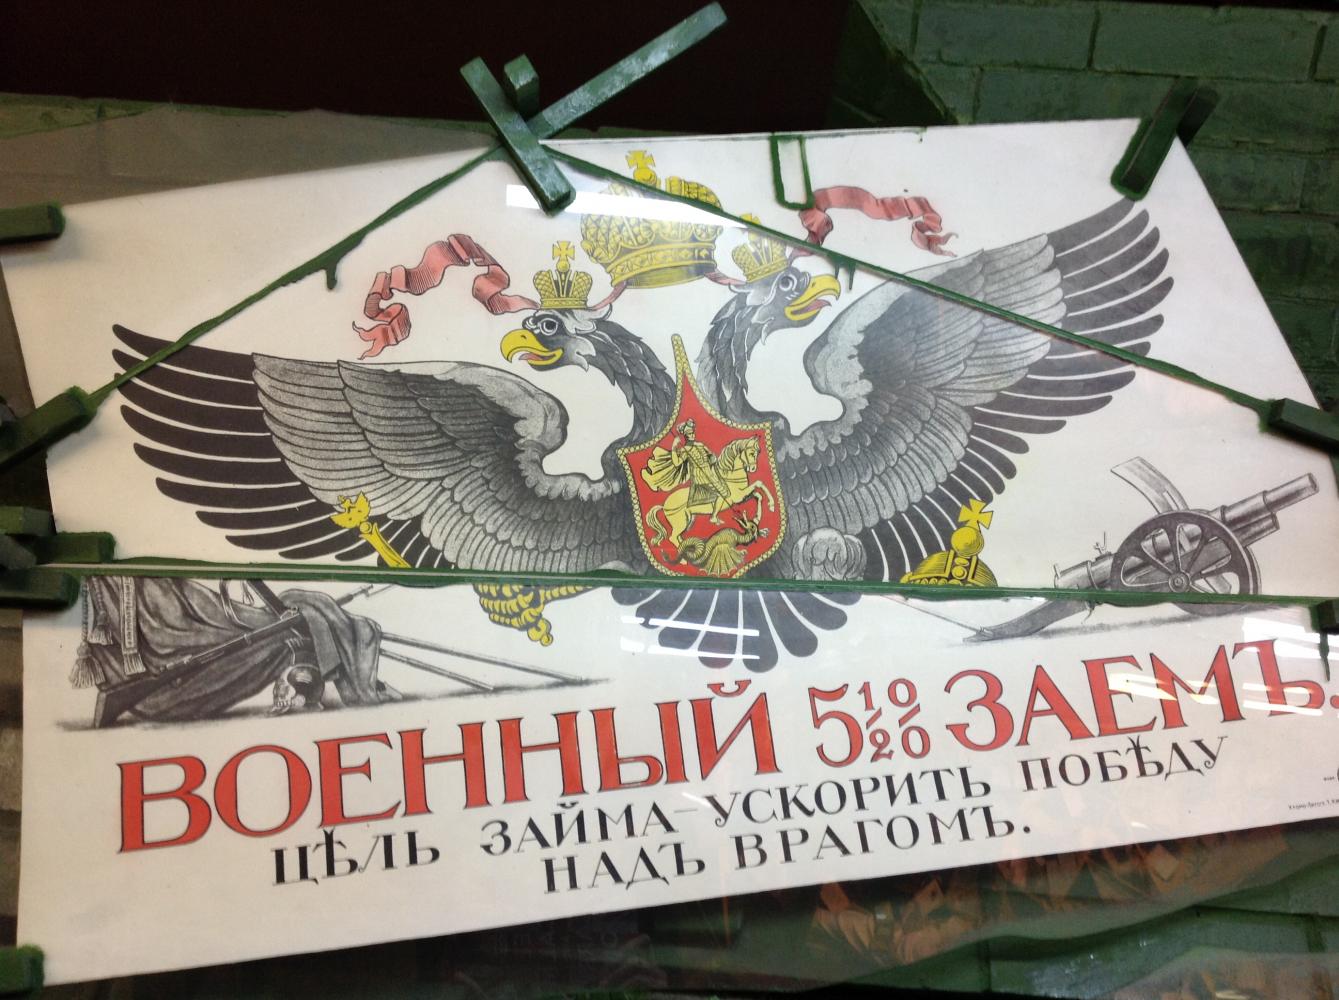 ВОЕННЫЙ 5 1/2 0/0 ЗАЕМЪ.
ЦѢЛЬ ЗАЙМА–УСКОРИТЬ ПОБѢДУ
НАДЪ ВРАГОМЪ.